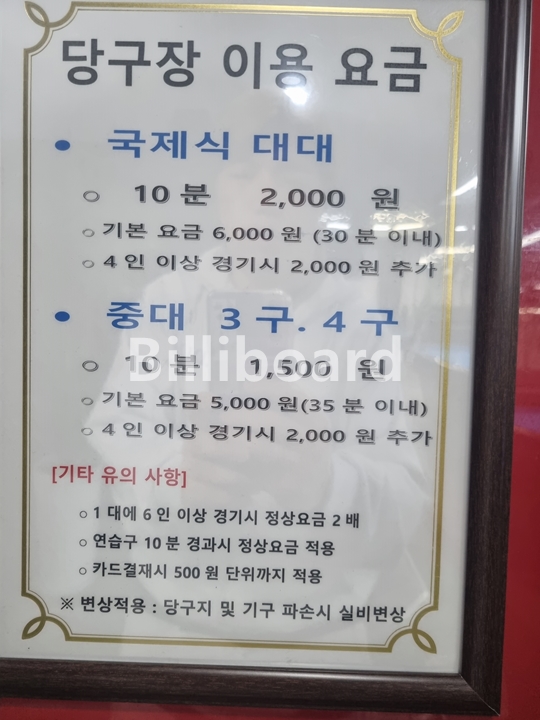 당구장 이용 요금
• 국제식 대대
○ 10 분 2,000 원
○ 기본 요금 6,000 원 (30 분 이내)
○ 4 인 이상 경기시 2,000 원 추가
• 중대 3 구. 4 구
○ 10 분 1,500 원
Billiboard
○ 기본 요금 5,000 원(35 분 이내)
○ 4 인 이상 경기시 2,000 원 추가
[기타 유의 사항]
○ 1 대에 6 인 이상 경기시 정상요금 2 배
○ 연습구 10 분 경과시 정상요금 적용
○ 카드결재시 500 원 단위까지 적용
※ 변상적용 : 당구지 및 기구 파손시 실비변상